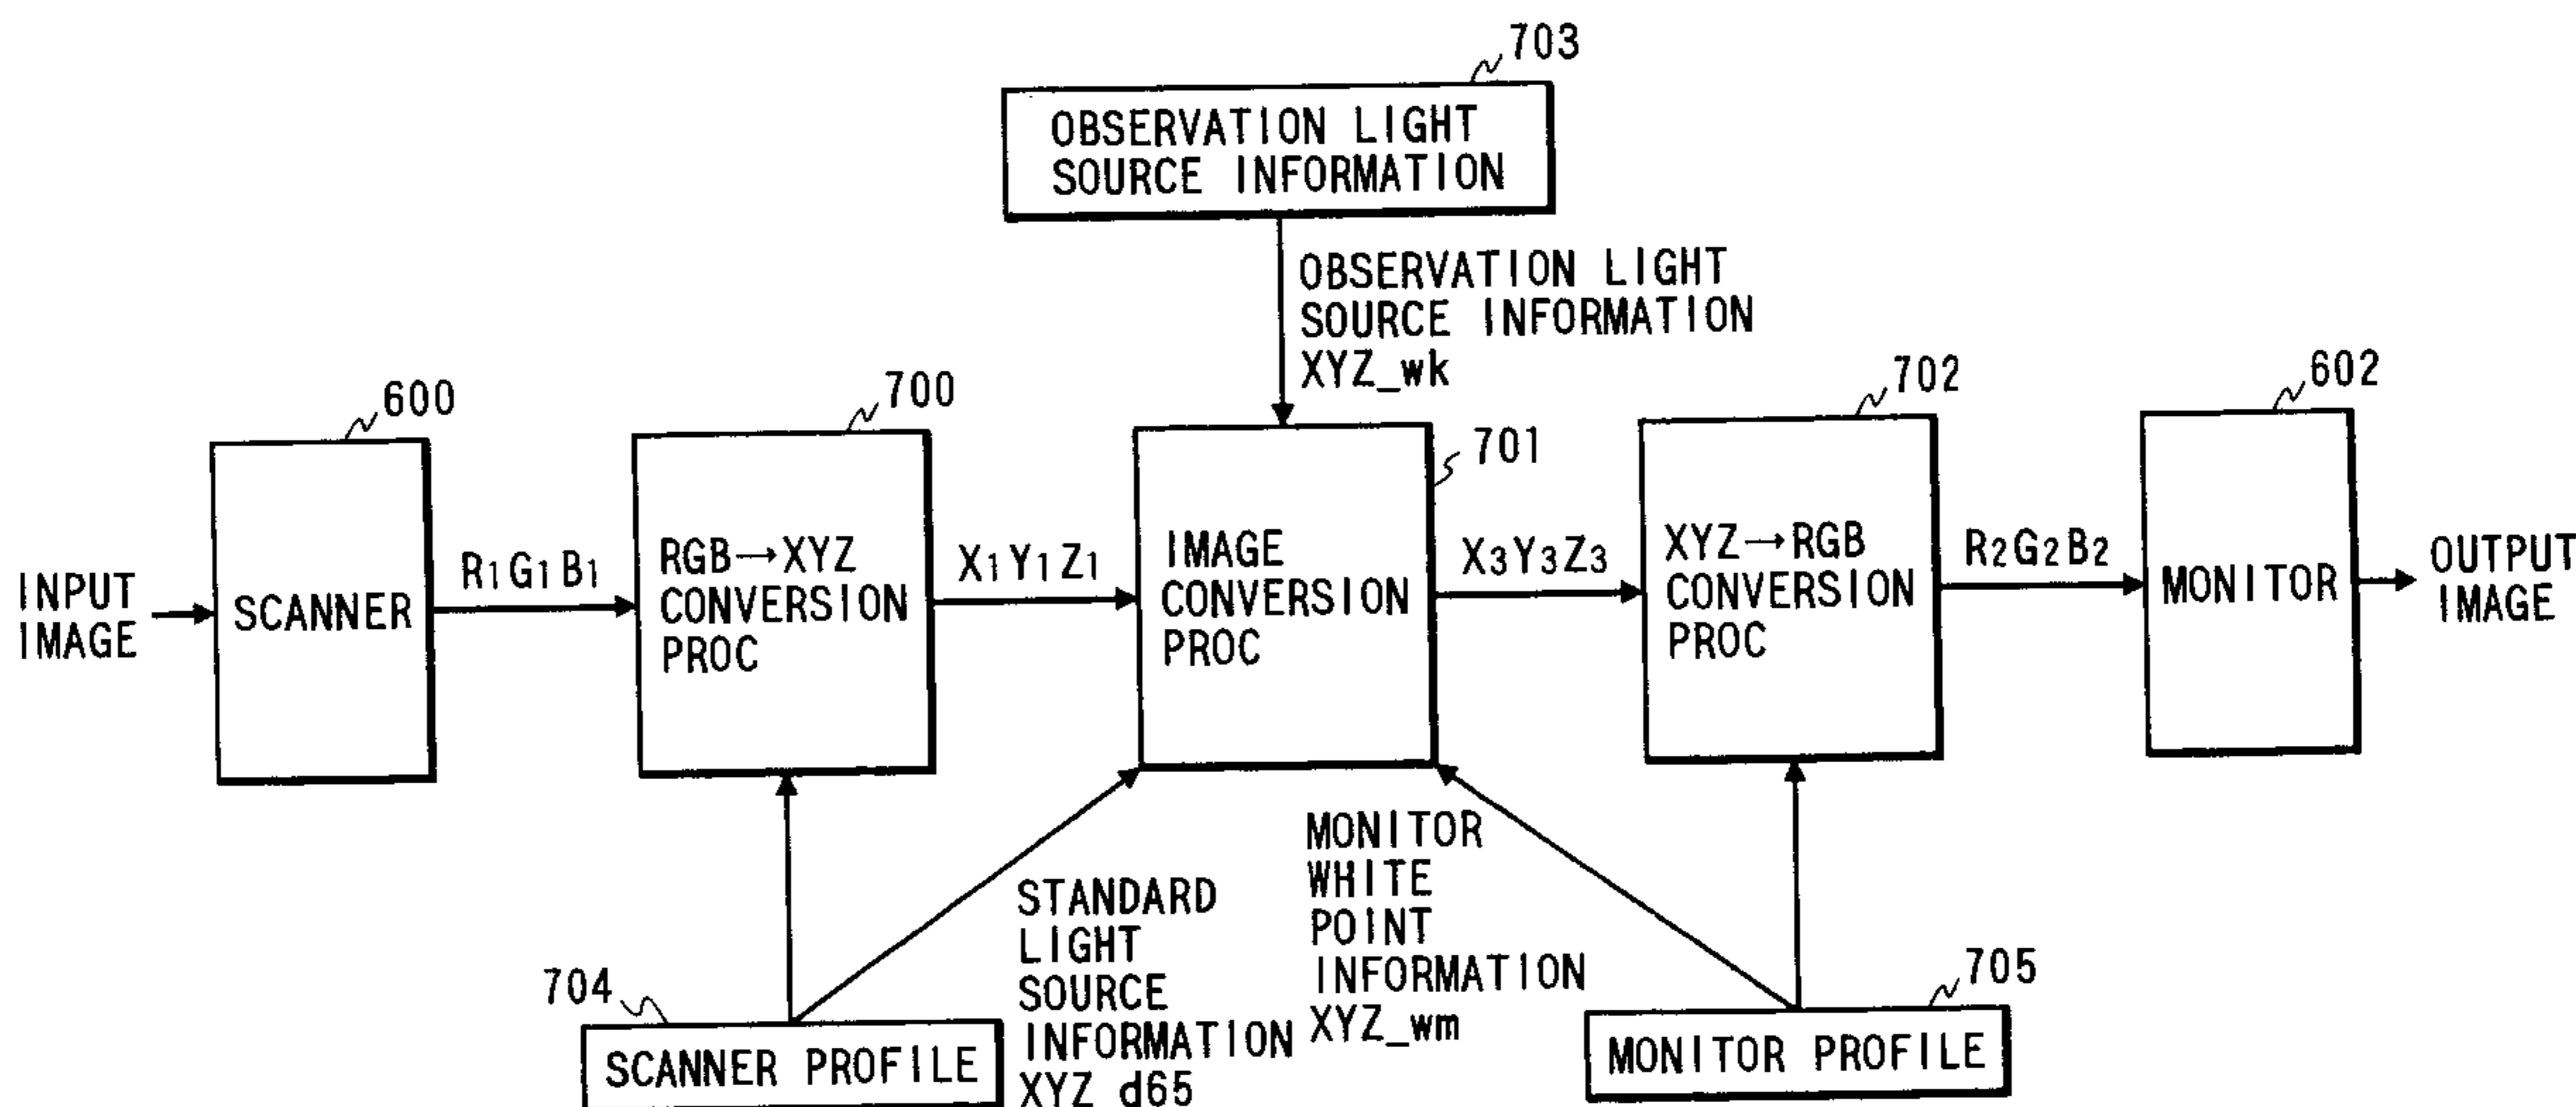 703
OBSERVATION LIGHT
SOURCE INFORMATION
OBSERVATION LIGHT
SOURCE INFORMATION
XYZ_wk
600
700
701
702
602
INPUT
IMAGE
SCANNER
R1G1B1
RGB→XYZ
CONVERSION
PROC
X1Y1Z1
IMAGE
CONVERSION
PROC
X3Y3Z3
XYZ→RGB
CONVERSION
PROC
R2G2B2
MONITOR
OUTPUT
IMAGE
704
SCANNER PROFILE
STANDARD
LIGHT
SOURCE
INFORMATION
XYZ_d65
MONITOR
WHITE
POINT
INFORMATION
XYZ_wm
705
MONITOR PROFILE